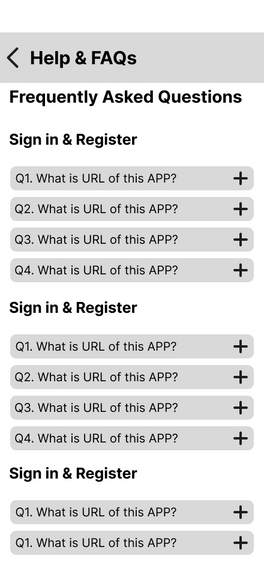 Help & FAQs
Frequently Asked Questions
Sign in & Register
Q1. What is URL of this APP?
Q2. What is URL of this APP?
Q3. What is URL of this APP?
Q4. What is URL of this APP?
Sign in & Register
Q1. What is URL of this APP?
Q2. What is URL of this APP?
Q3. What is URL of this APP?
Q4. What is URL of this APP?
Sign in & Register
Q1. What is URL of this APP?
Q1. What is URL of this APP?